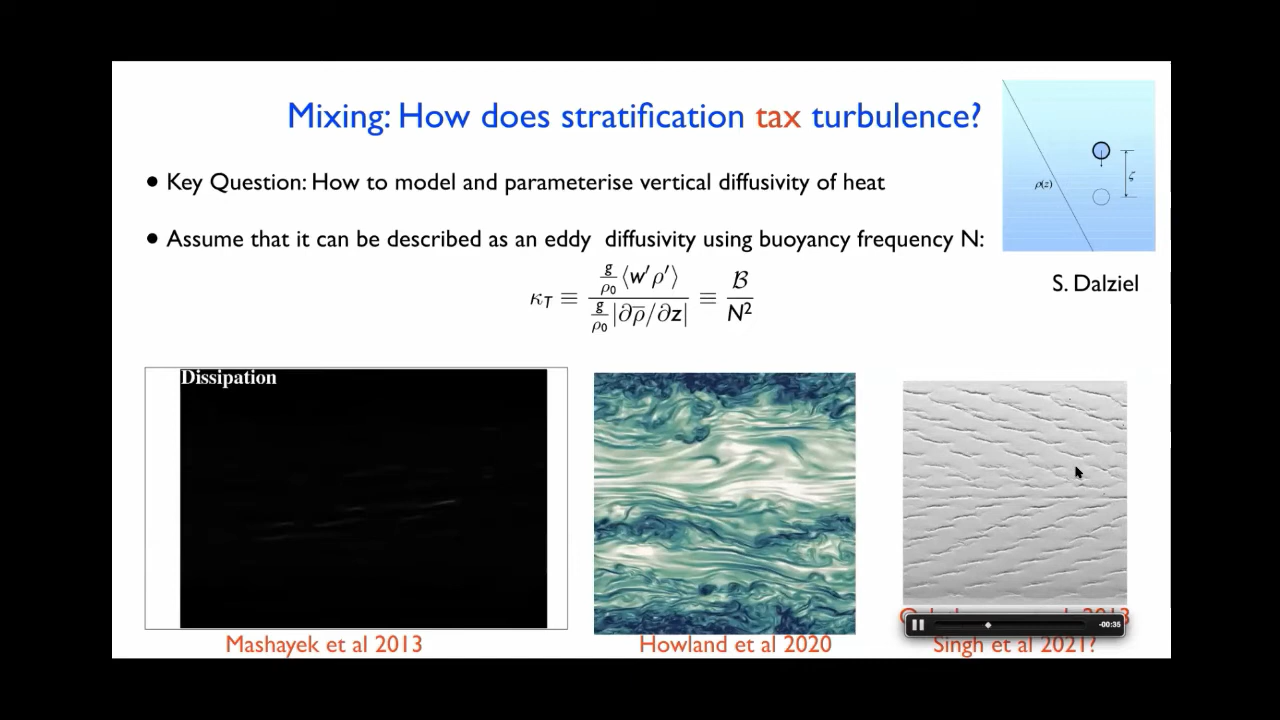 Mixing: How does stratification tax turbulence?
• Key Question: How to model and parameterise vertical diffusivity of heat
• Assume that it can be described as an eddy diffusivity using buoyancy frequency N:
κ_T ≡ (g/ρ₀ ⟨w′ρ′⟩) / (g/ρ₀ |∂ρ̅/∂z|) ≡ ℬ/N²
ρ(z)
ζ
S. Dalziel
Dissipation
Mashayek et al 2013
Howland et al 2020
2013
-00:35
Singh et al 2021?